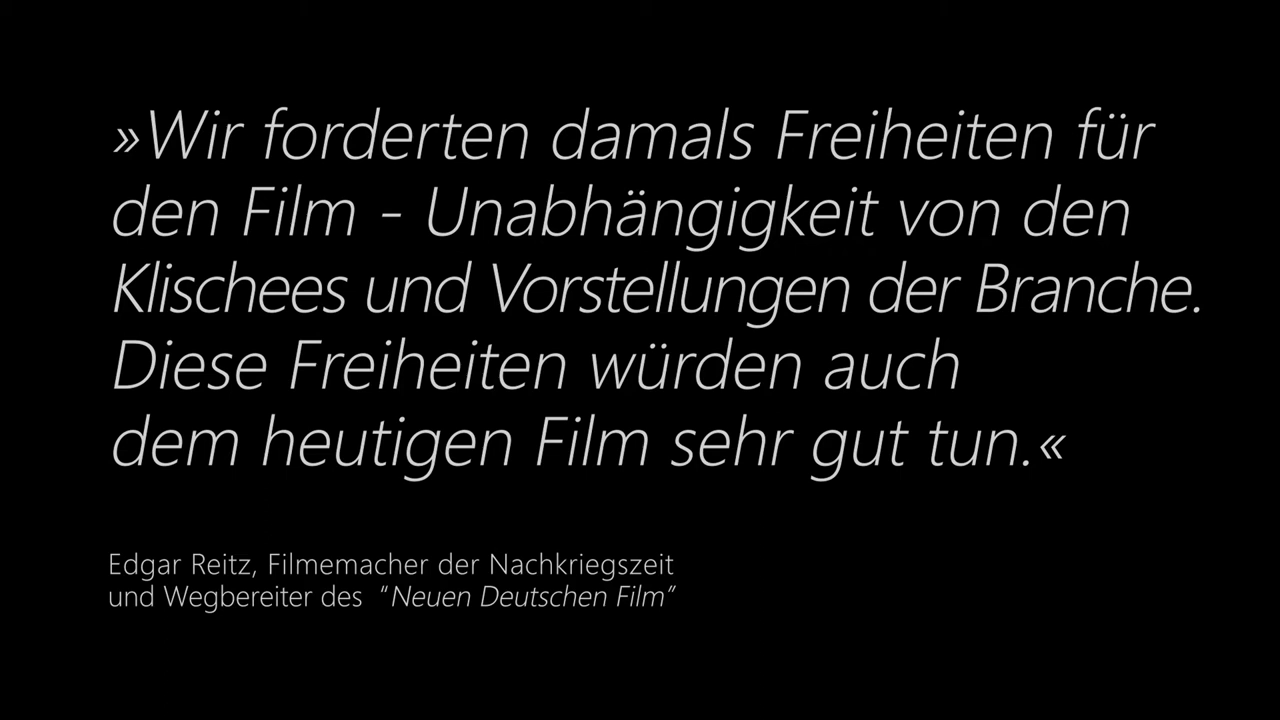 »Wir forderten damals Freiheiten für
den Film - Unabhängigkeit von den
Klischees und Vorstellungen der Branche.
Diese Freiheiten würden auch
dem heutigen Film sehr gut tun.«
Edgar Reitz, Filmemacher der Nachkriegszeit
und Wegbereiter des “Neuen Deutschen Film”